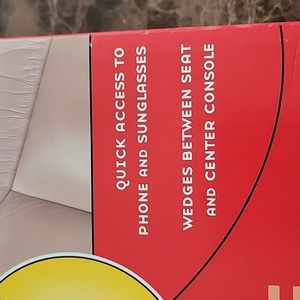 QUICK ACCESS TO
PHONE AND SUNGLASSES
WEDGES BETWEEN SEAT
AND CENTER CONSOLE